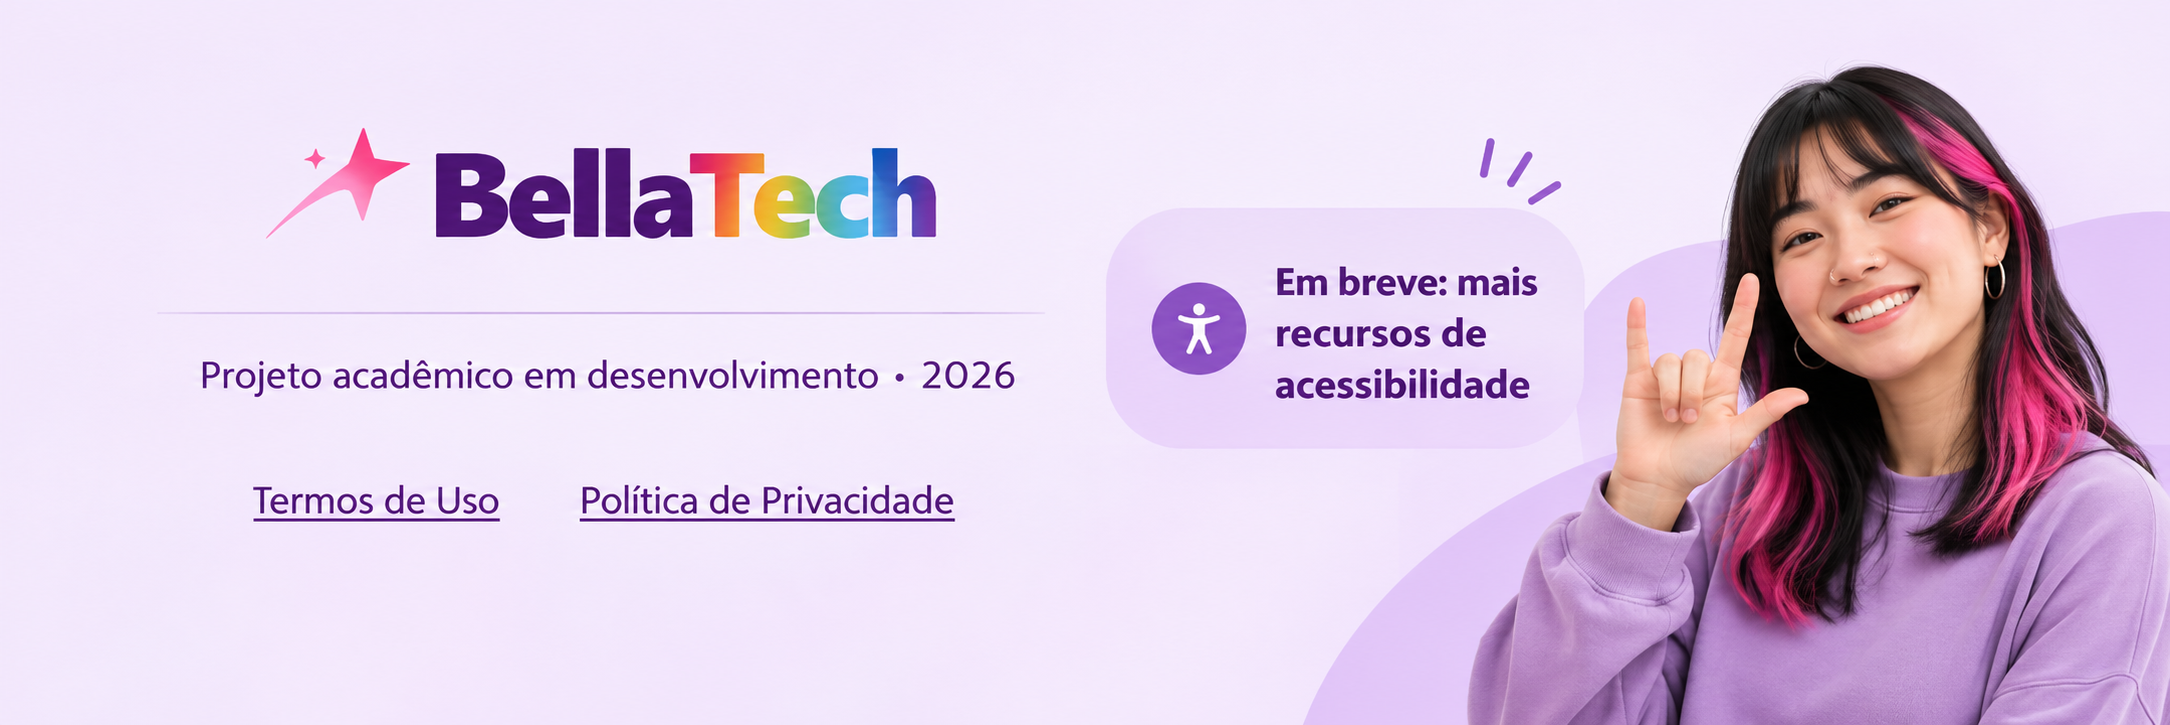 BellaTech
Projeto acadêmico em desenvolvimento • 2026
Termos de Uso
Política de Privacidade
Em breve: mais
recursos de
acessibilidade